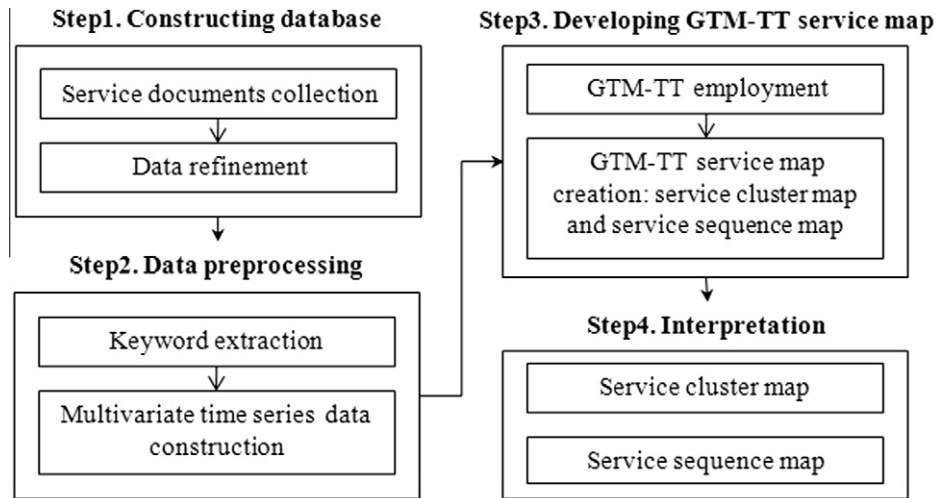 Step1. Constructing database
Service documents collection
Data refinement
Step2. Data preprocessing
Keyword extraction
Multivariate time series data
construction
Step3. Developing GTM-TT service map
GTM-TT employment
GTM-TT service map
creation: service cluster map
and service sequence map
Step4. Interpretation
Service cluster map
Service sequence map